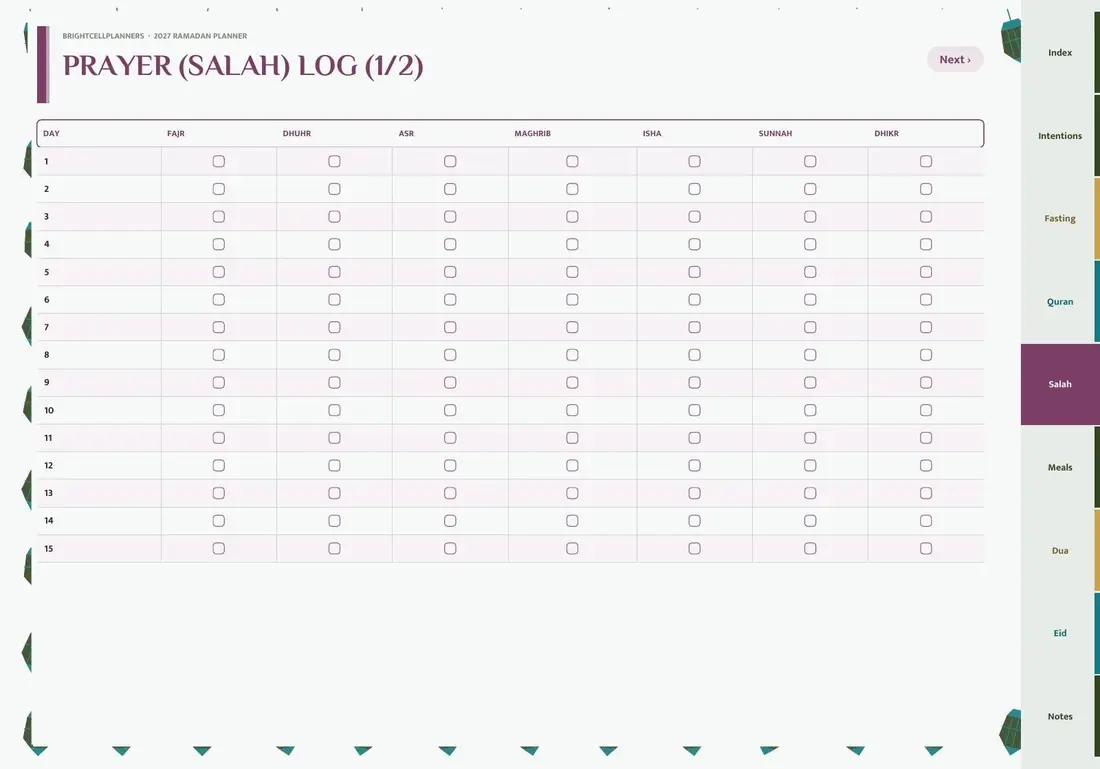 BRIGHTCELLPLANNERS · 2027 RAMADAN PLANNER
PRAYER (SALAH) LOG (1/2)
Next ›
DAY FAJR DHUHR ASR MAGHRIB ISHA SUNNAH DHIKR
1
2
3
4
5
6
7
8
9
10
11
12
13
14
15
Index
Intentions
Fasting
Quran
Salah
Meals
Dua
Eid
Notes